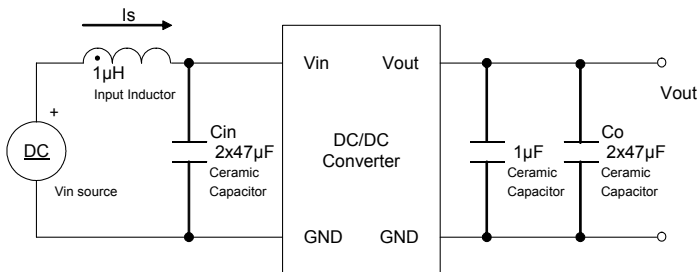 Is
1µH
Input Inductor
+
DC
Vin source
Cin
2x47µF
Ceramic
Capacitor
Vin
Vout
DC/DC
Converter
GND
GND
1µF
Ceramic
Capacitor
Co
2x47µF
Ceramic
Capacitor
Vout